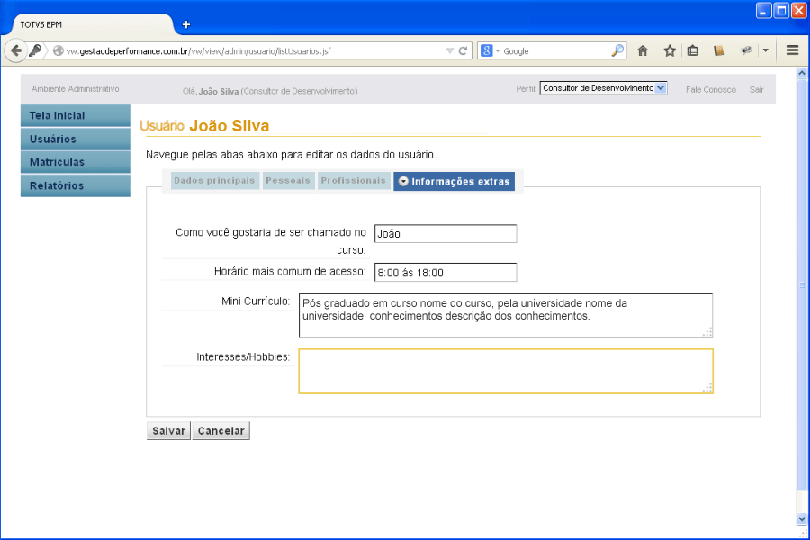 TOTVS EPM
vw.gestaodeperformance.com.br/vw/view/admin/usuario/listUsuarios.js
Google
Ambiente Administrativo
Olá, João Silva (Consultor de Desenvolvimento)
Perfil Consultor de Desenvolvimento
Fale Conosco
Sair
Tela Inicial
Usuários
Matrículas
Relatórios
Usuário João Silva
Navegue pelas abas abaixo para editar os dados do usuário
Dados principais
Pessoais
Profissionais
Informações extras
Como você gostaria de ser chamado no
curso:
João
Horário mais comum de acesso:
8:00 ás 18:00
Mini Currículo:
Pós graduado em curso nome do curso, pela universidade nome da
universidade conhecimentos descrição dos conhecimentos.
Interesses/Hobbies:
Salvar
Cancelar